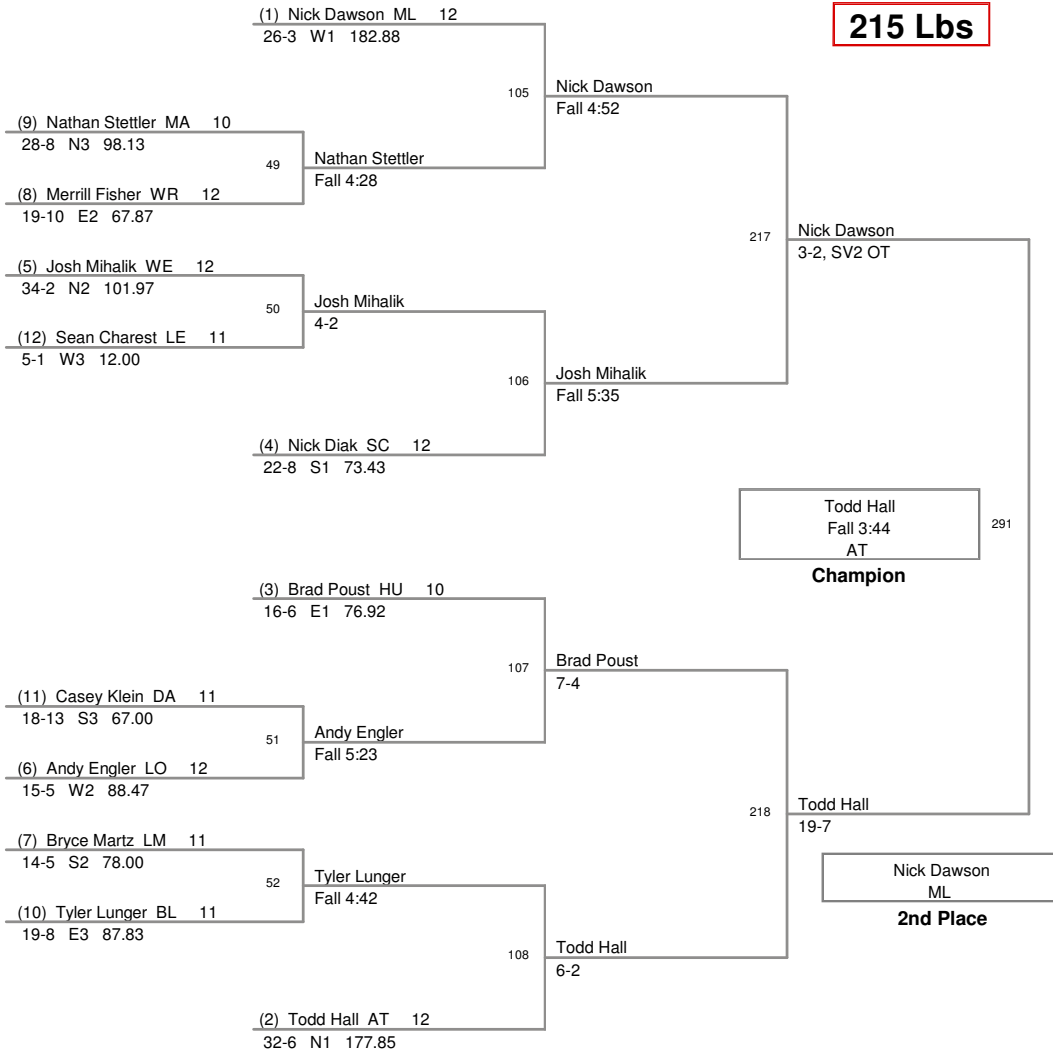 215 Lbs
(1) Nick Dawson ML 12
26-3 W1 182.88
105
Nick Dawson
Fall 4:52
(9) Nathan Stettler MA 10
28-8 N3 98.13
49
Nathan Stettler
Fall 4:28
(8) Merrill Fisher WR 12
19-10 E2 67.87
217
Nick Dawson
3-2, SV2 OT
(5) Josh Mihalik WE 12
34-2 N2 101.97
50
Josh Mihalik
4-2
(12) Sean Charest LE 11
5-1 W3 12.00
106
Josh Mihalik
Fall 5:35
(4) Nick Diak SC 12
22-8 S1 73.43
Todd Hall
Fall 3:44
AT
291
Champion
(3) Brad Poust HU 10
16-6 E1 76.92
107
Brad Poust
7-4
(11) Casey Klein DA 11
18-13 S3 67.00
51
Andy Engler
Fall 5:23
(6) Andy Engler LO 12
15-5 W2 88.47
218
Todd Hall
19-7
(7) Bryce Martz LM 11
14-5 S2 78.00
52
Tyler Lunger
Fall 4:42
(10) Tyler Lunger BL 11
19-8 E3 87.83
Nick Dawson
ML
2nd Place
108
Todd Hall
6-2
(2) Todd Hall AT 12
32-6 N1 177.85